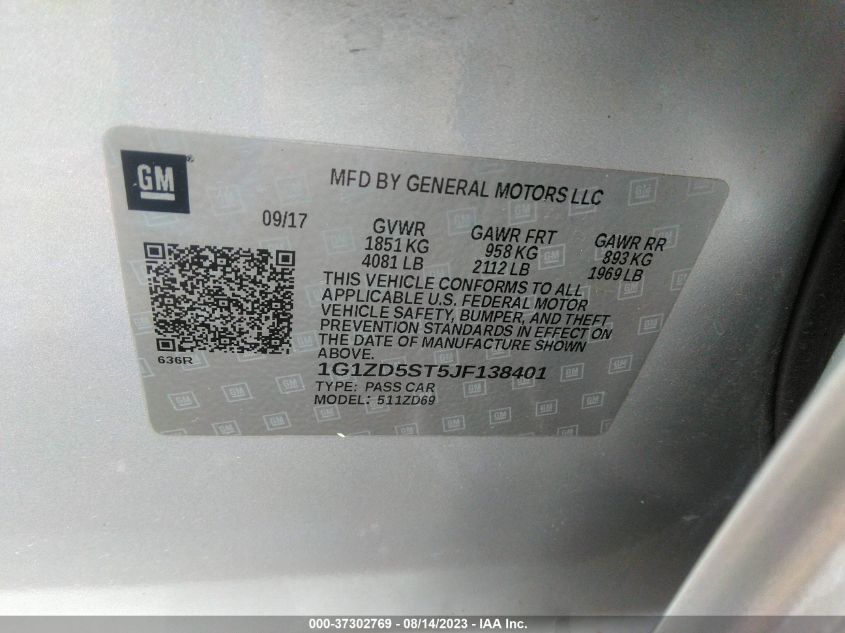 GM ®
MFD BY GENERAL MOTORS LLC
09/17
GVWR GAWR FRT GAWR RR
1851 KG 958 KG 893 KG
4081 LB 2112 LB 1969 LB
THIS VEHICLE CONFORMS TO ALL
APPLICABLE U.S. FEDERAL MOTOR
VEHICLE SAFETY, BUMPER, AND THEFT
PREVENTION STANDARDS IN EFFECT ON
THE DATE OF MANUFACTURE SHOWN
ABOVE.
636R
1G1ZD5ST5JF138401
TYPE: PASS CAR
MODEL: 511ZD69
000-37302769 - 08/14/2023 - IAA Inc.